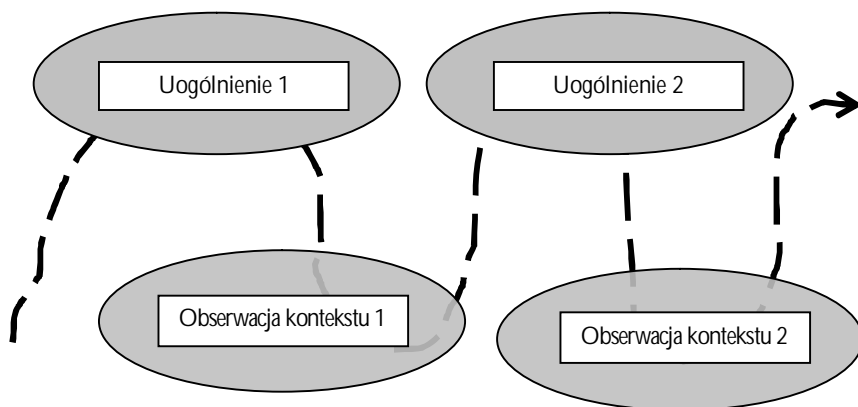 Uogólnienie 1
Uogólnienie 2
Obserwacja kontekstu 1
Obserwacja kontekstu 2